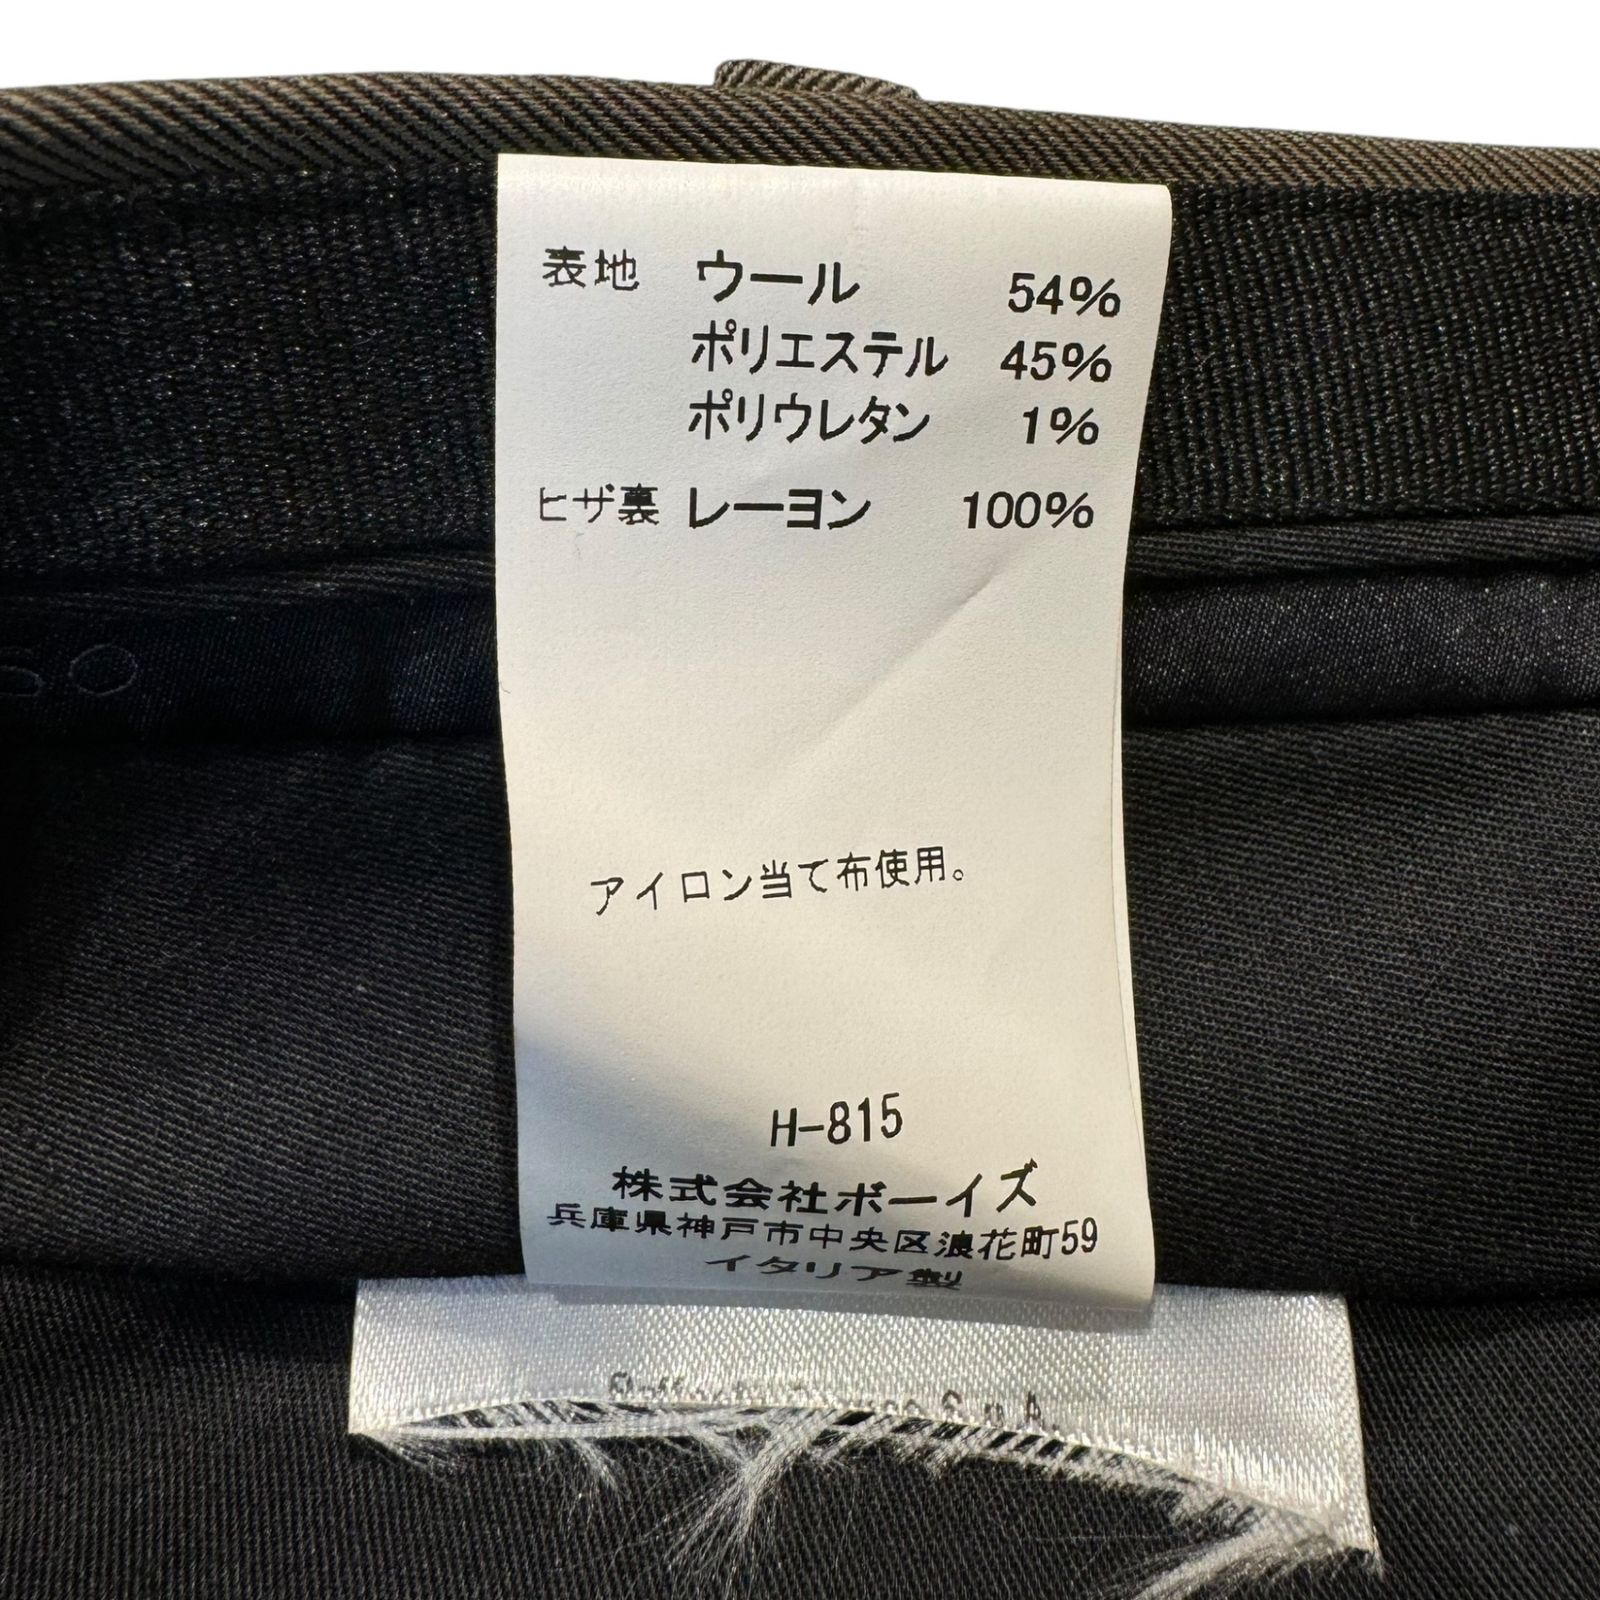 表地 ウール 54%
ポリエステル 45%
ポリウレタン 1%
ヒザ裏 レーヨン 100%
アイロン当て布使用。
H-815
株式会社ボーイズ
兵庫県神戸市中央区浪花町59
イタリア製
S.p.A.